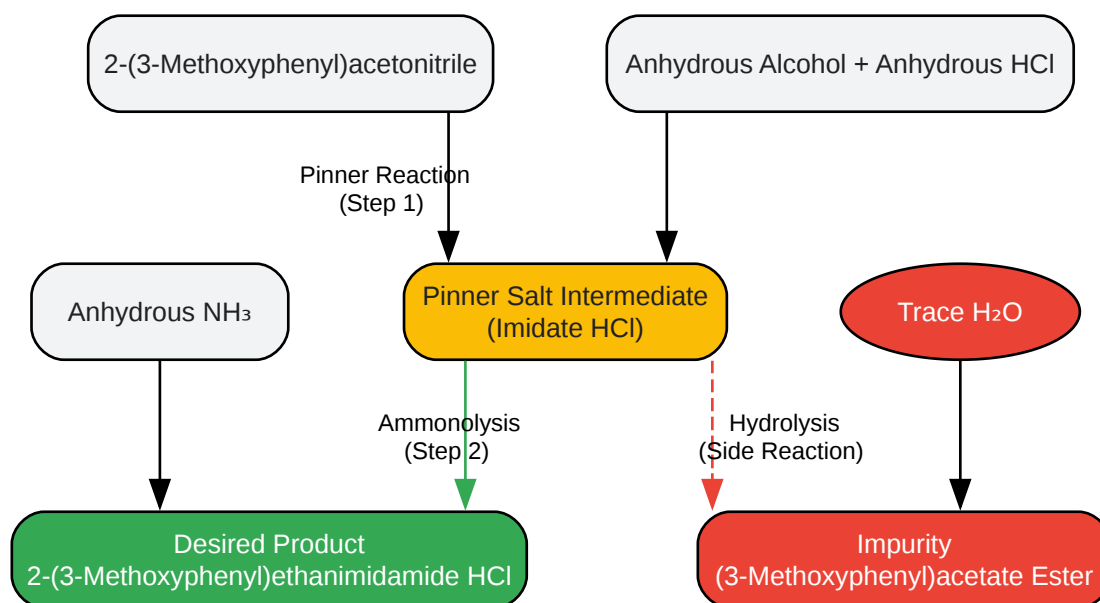 2-(3-Methoxyphenyl)acetonitrile
Anhydrous Alcohol + Anhydrous HCl
Pinner Reaction
(Step 1)
Anhydrous NH₃
Pinner Salt Intermediate
(Imidate HCl)
Trace H₂O
Ammonolysis
(Step 2)
Hydrolysis
(Side Reaction)
Desired Product
2-(3-Methoxyphenyl)ethanimidamide HCl
Impurity
(3-Methoxyphenyl)acetate Ester